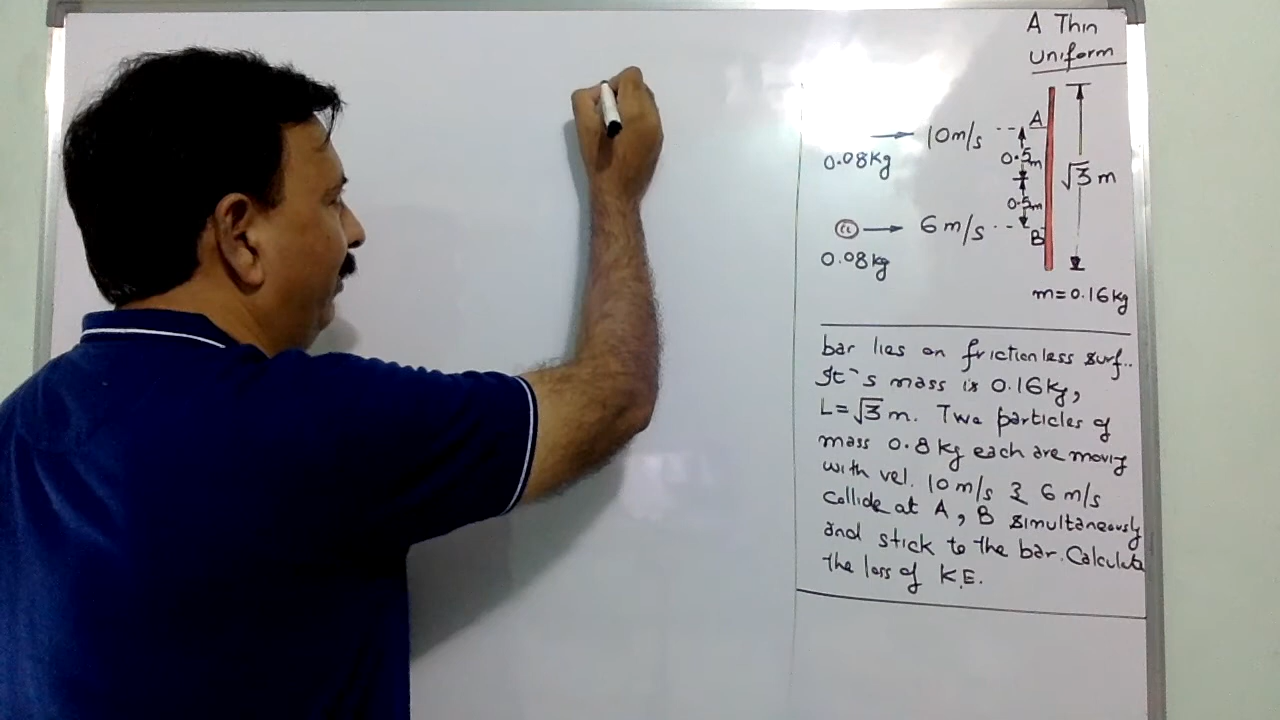 A Thin
Uniform
A
10m/s
0.08kg
0.5m
√3 m
0.5m
6 m/s
B
0.08kg
m=0.16kg
bar lies on frictionless surf..
It's mass is 0.16kg,
L=√3 m. Two particles of
mass 0.8kg each are moving
with vel. 10 m/s & 6 m/s
Collide at A, B simultaneously
and stick to the bar. Calculate
the loss of K.E.